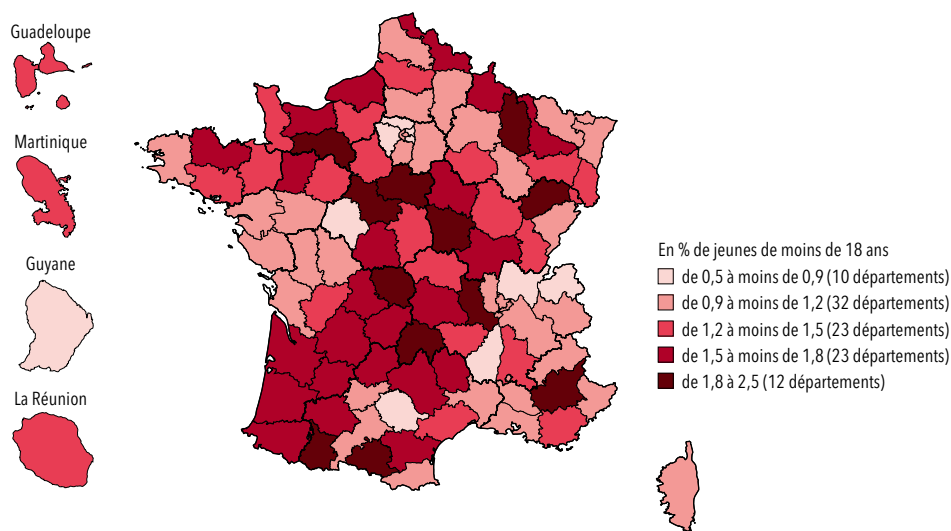 Guadeloupe
Martinique
Guyane
La Réunion
En % de jeunes de moins de 18 ans
de 0,5 à moins de 0,9 (10 départements)
de 0,9 à moins de 1,2 (32 départements)
de 1,2 à moins de 1,5 (23 départements)
de 1,5 à moins de 1,8 (23 départements)
de 1,8 à 2,5 (12 départements)